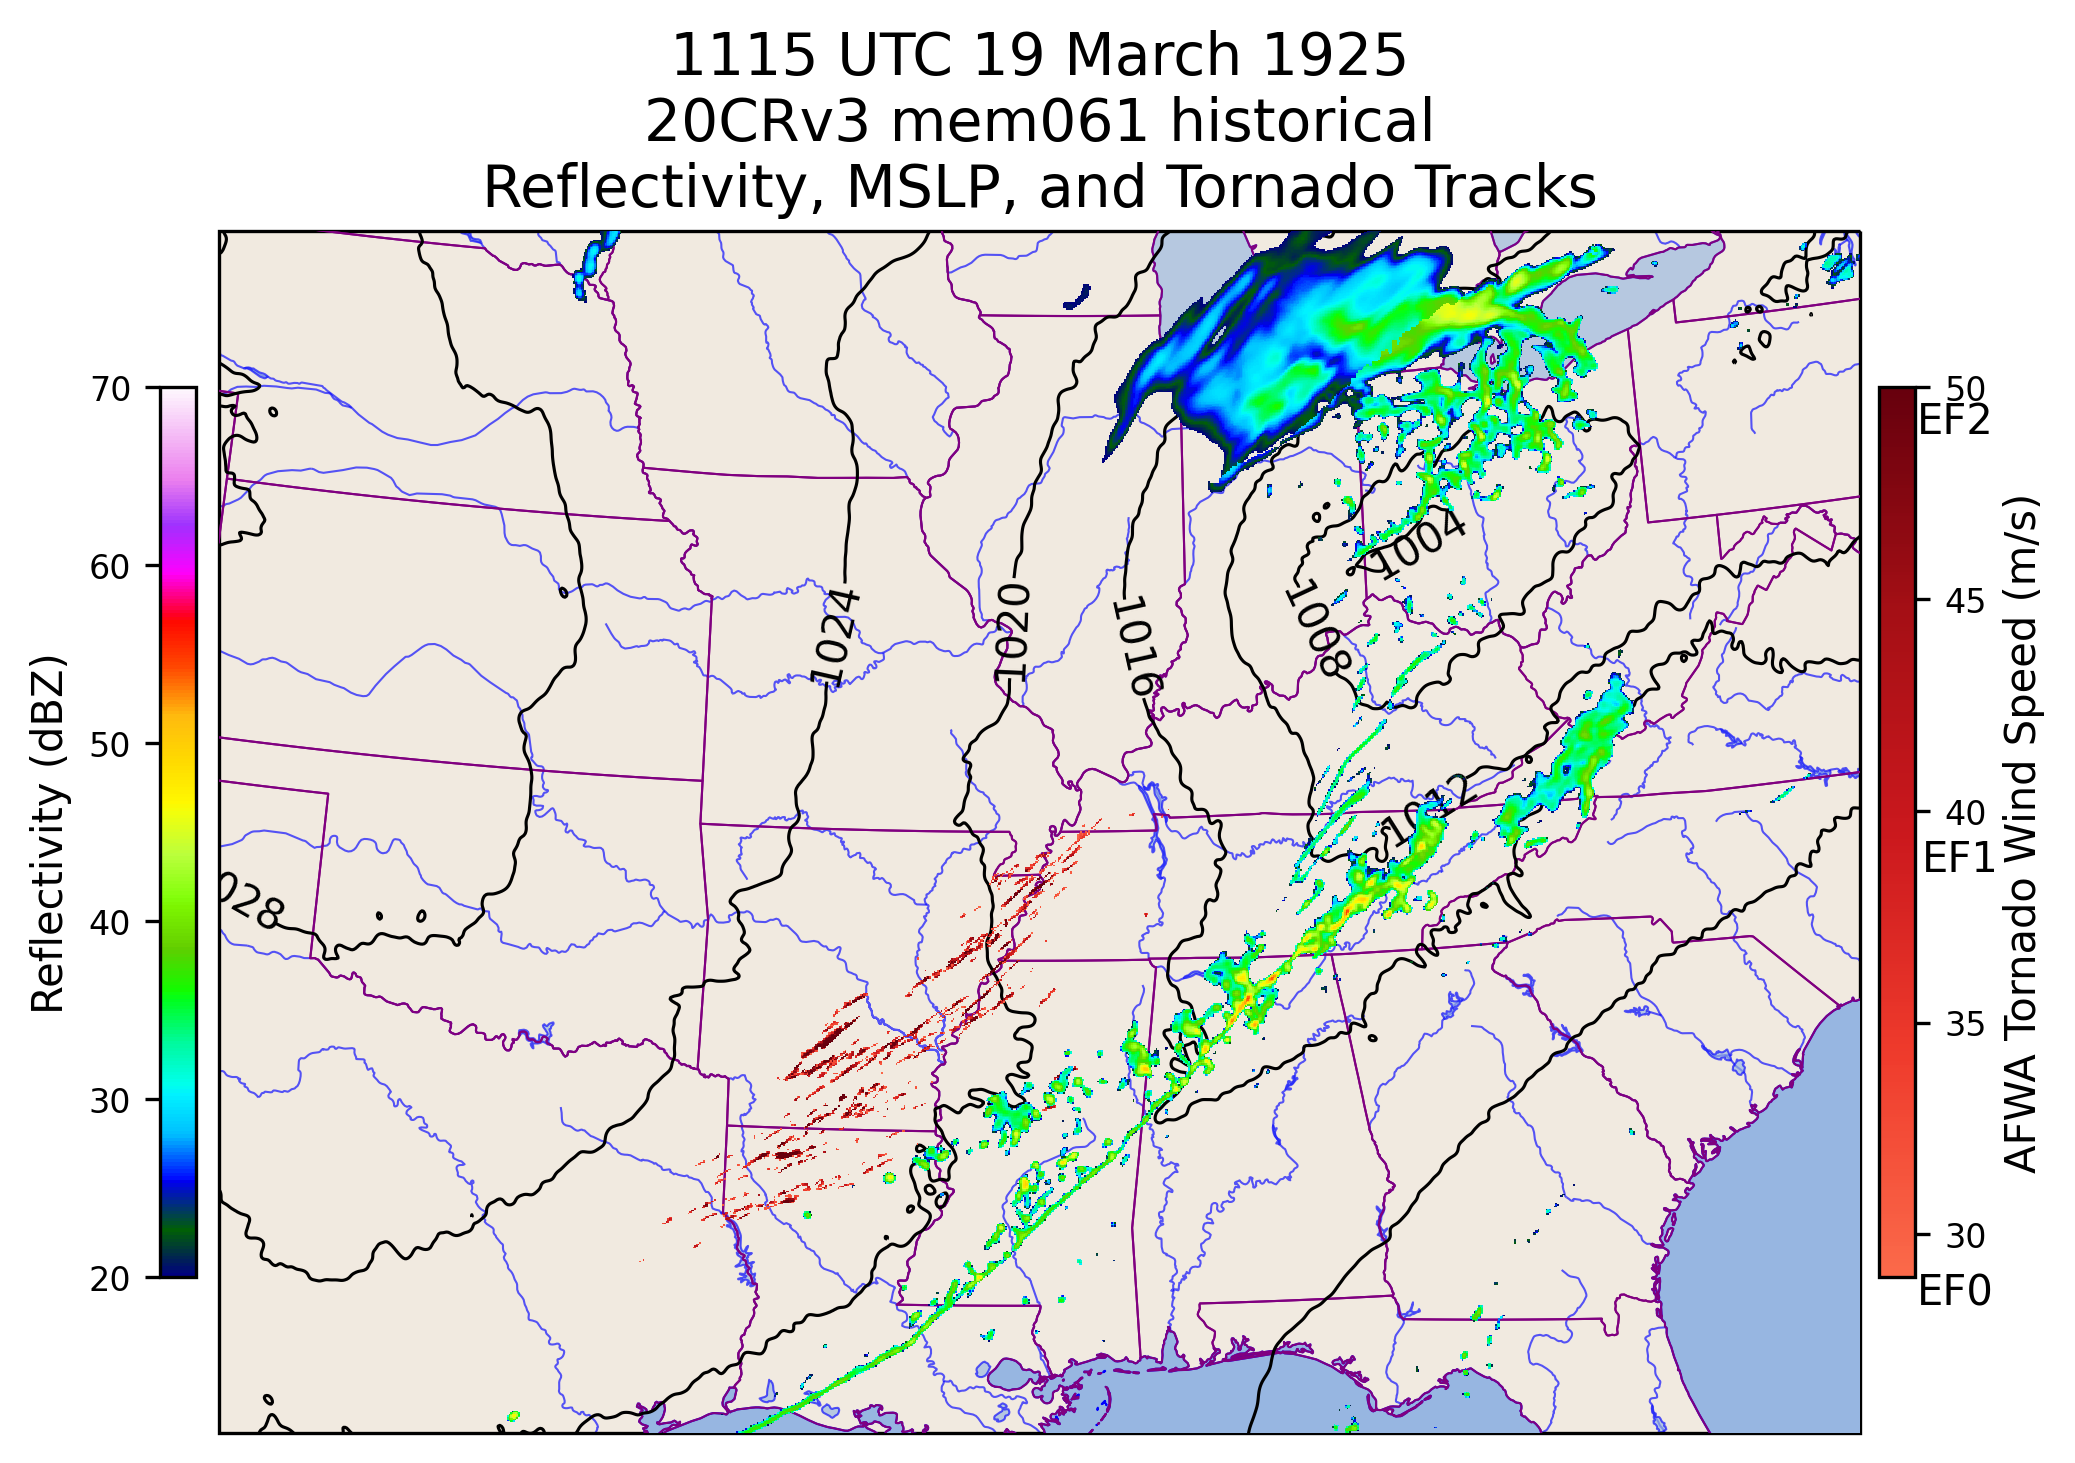 1115 UTC 19 March 1925
20CRv3 mem061 historical
Reflectivity, MSLP, and Tornado Tracks
70
60
50
40
30
20
Reflectivity (dBZ)
1004
1008
1024
1020
1016
1012
028
50
EF2
45
40
EF1
35
30
EF0
AFWA Tornado Wind Speed (m/s)